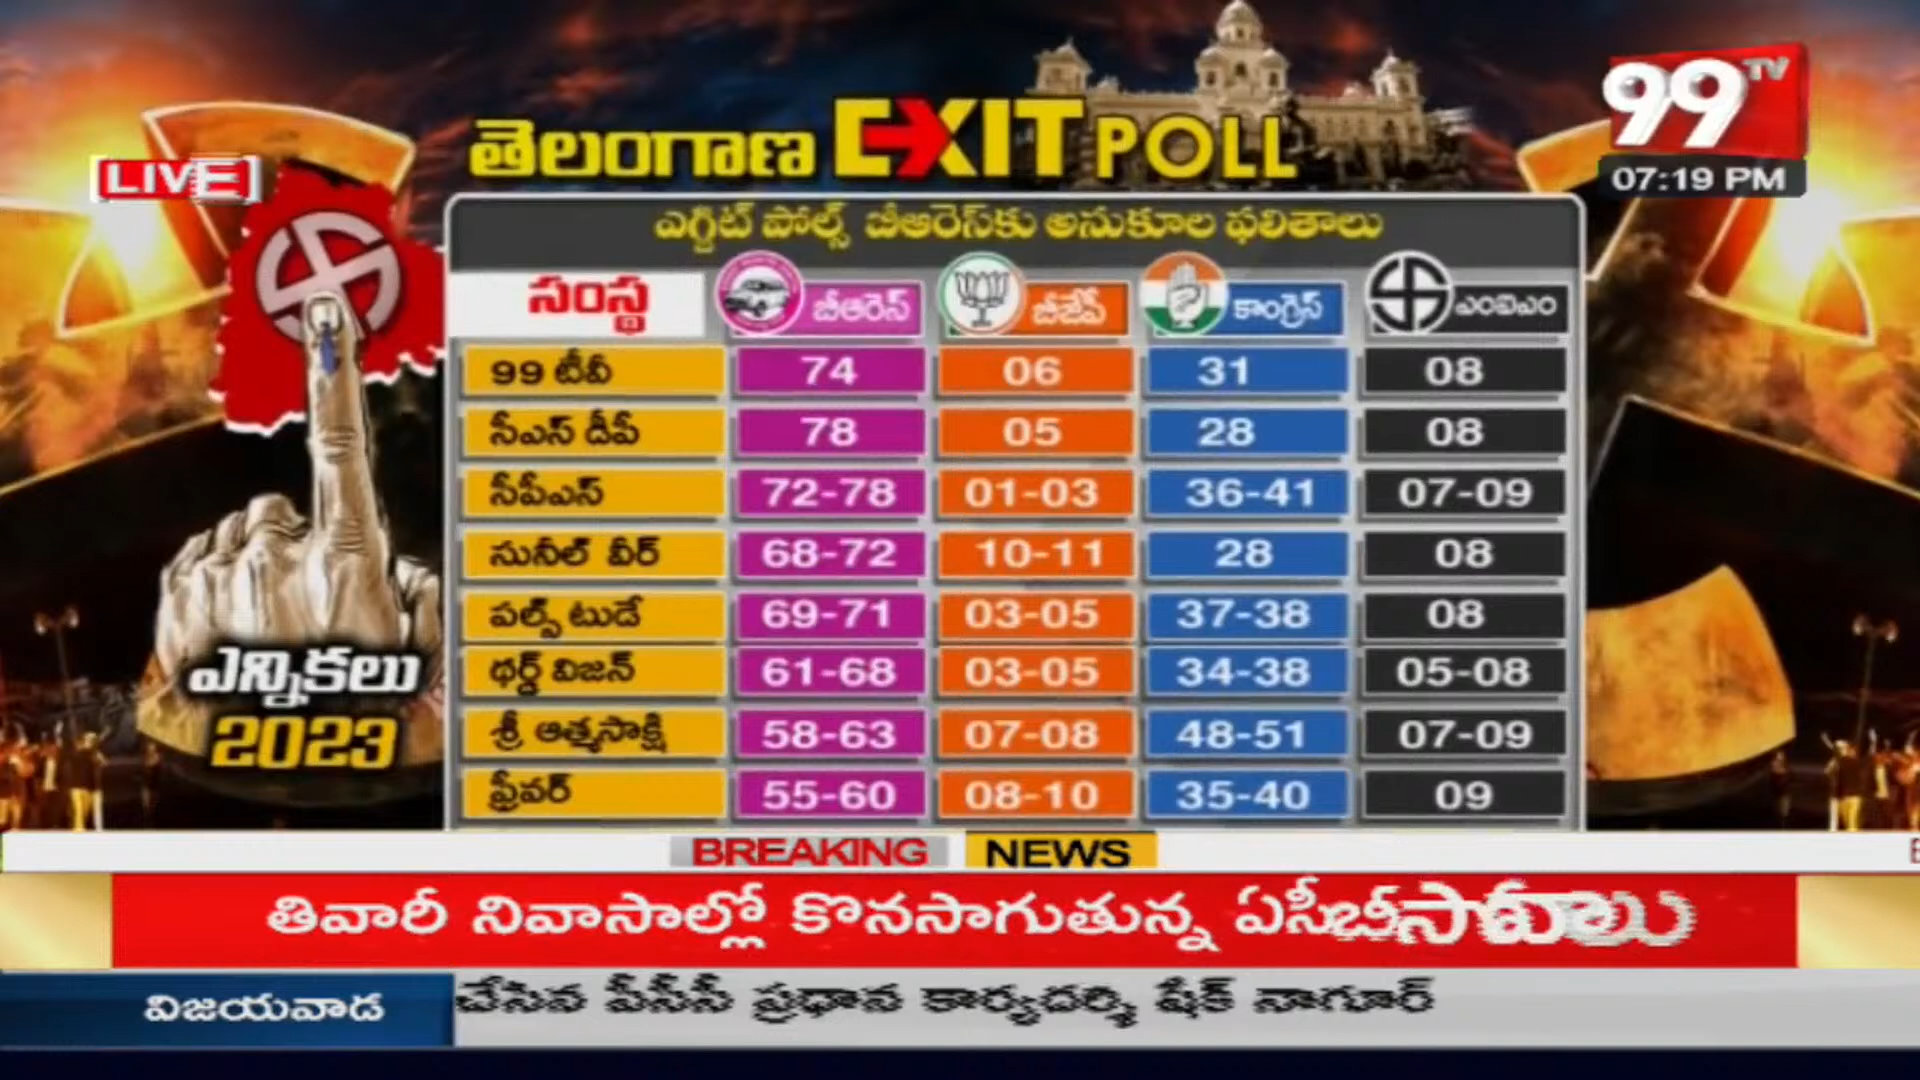 99 TV
07:19 PM
LIVE
తెలంగాణ EXIT POLL
ఎగ్జిట్ పోల్స్ బీఆరెస్‌కు అనుకూల ఫలితాలు
సంస్థ బీఆరెస్ బీజేపీ కాంగ్రెస్ ఎంఐఎం
99 టీవీ 74 06 31 08
సీఎస్ డీపీ 78 05 28 08
సీపీఎస్ 72-78 01-03 36-41 07-09
సునీల్ వీర్ 68-72 10-11 28 08
పల్స్ టుడే 69-71 03-05 37-38 08
థర్డ్ విజన్ 61-68 03-05 34-38 05-08
శ్రీ ఆత్మసాక్షి 58-63 07-08 48-51 07-09
ఫ్రీవర్ 55-60 08-10 35-40 09
ఎన్నికలు
2023
BREAKING NEWS
తివారీ నివాసాల్లో కొనసాగుతున్న ఏసీబీ
విజయవాడ చేసిన పీసీసీ ప్రధాన కార్యదర్శి షేక్ నాగూర్